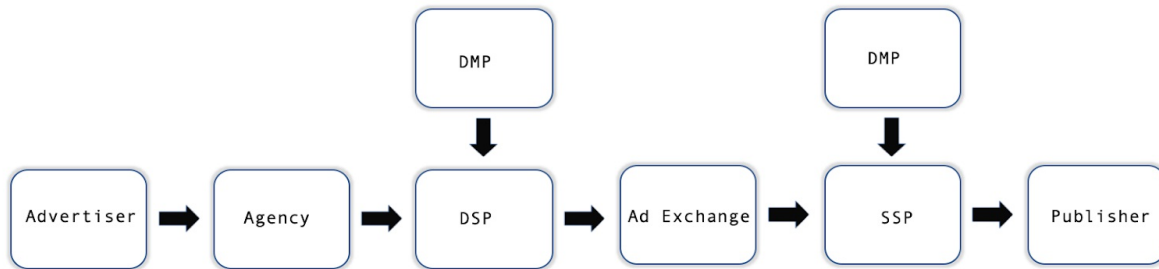 DMP
DMP
Advertiser
Agency
DSP
Ad Exchange
SSP
Publisher